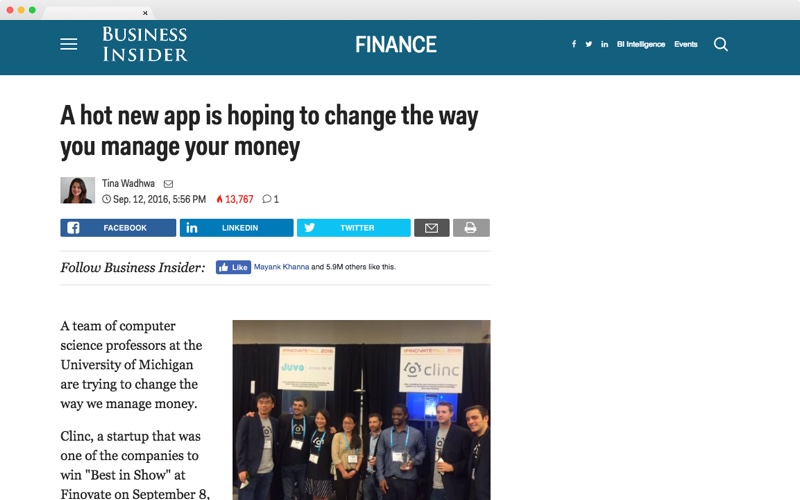 BUSINESS
INSIDER
FINANCE
BI Intelligence
Events
A hot new app is hoping to change the way
you manage your money
Tina Wadhwa
Sep. 12, 2016, 5:56 PM 13,767 1
FACEBOOK
LINKEDIN
TWITTER
Follow Business Insider:
Like
Mayank Khanna and 5.9M others like this.
A team of computer
science professors at the
University of Michigan
are trying to change the
way we manage money.
Clinc, a startup that was
one of the companies to
win "Best in Show" at
Finovate on September 8,
FINOVATEFALL 2016
Juvo
FINOVATEFALL 2016
clinc